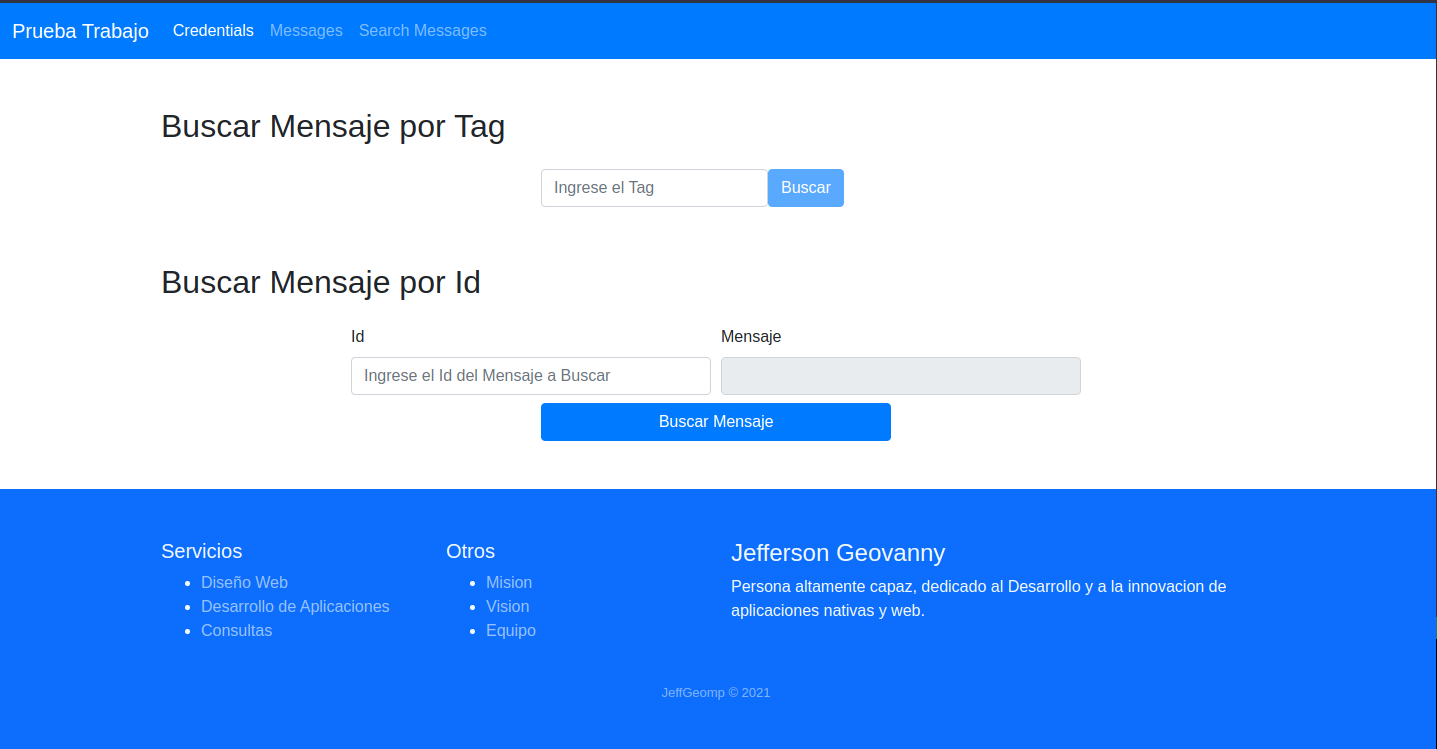 Prueba Trabajo Credentials Messages Search Messages
Buscar Mensaje por Tag
Ingrese el Tag Buscar
Buscar Mensaje por Id
Id Mensaje
Ingrese el Id del Mensaje a Buscar
Buscar Mensaje
Servicios
Diseño Web
Desarrollo de Aplicaciones
Consultas
Otros
Mision
Vision
Equipo
Jefferson Geovanny
Persona altamente capaz, dedicado al Desarrollo y a la innovacion de
aplicaciones nativas y web.
JeffGeomp © 2021